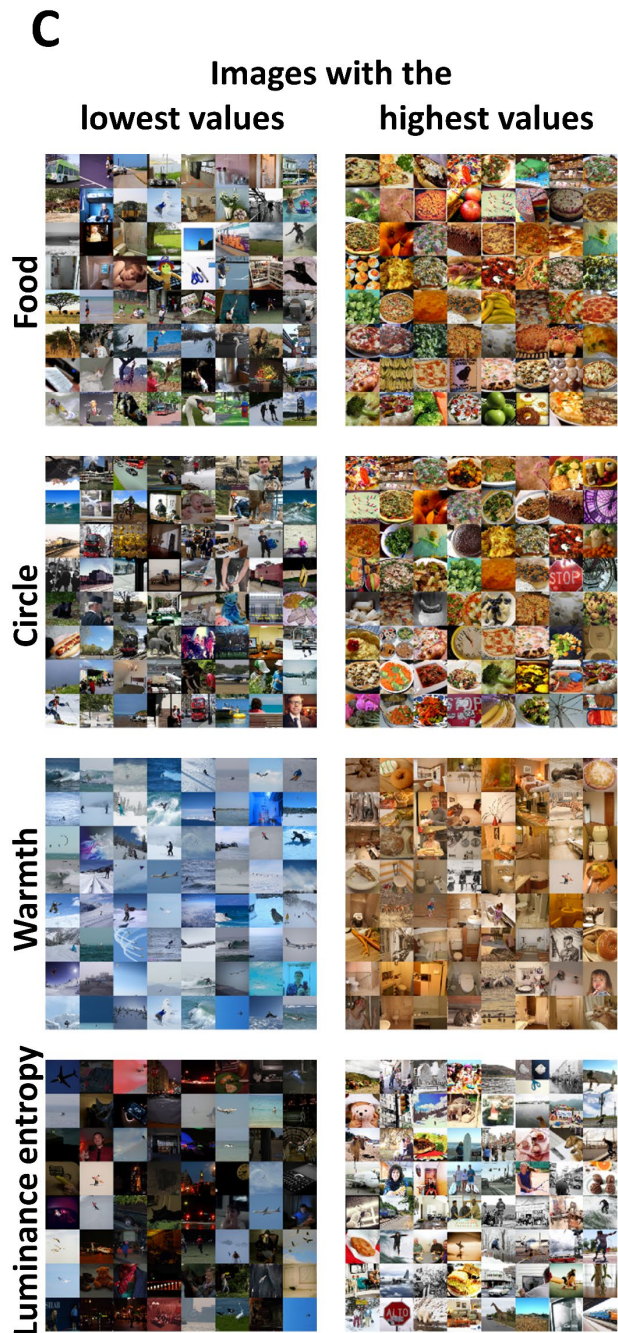 C
Images with the
lowest values
highest values
Food
Circle
STOP
Warmth
Luminance entropy
ALTO